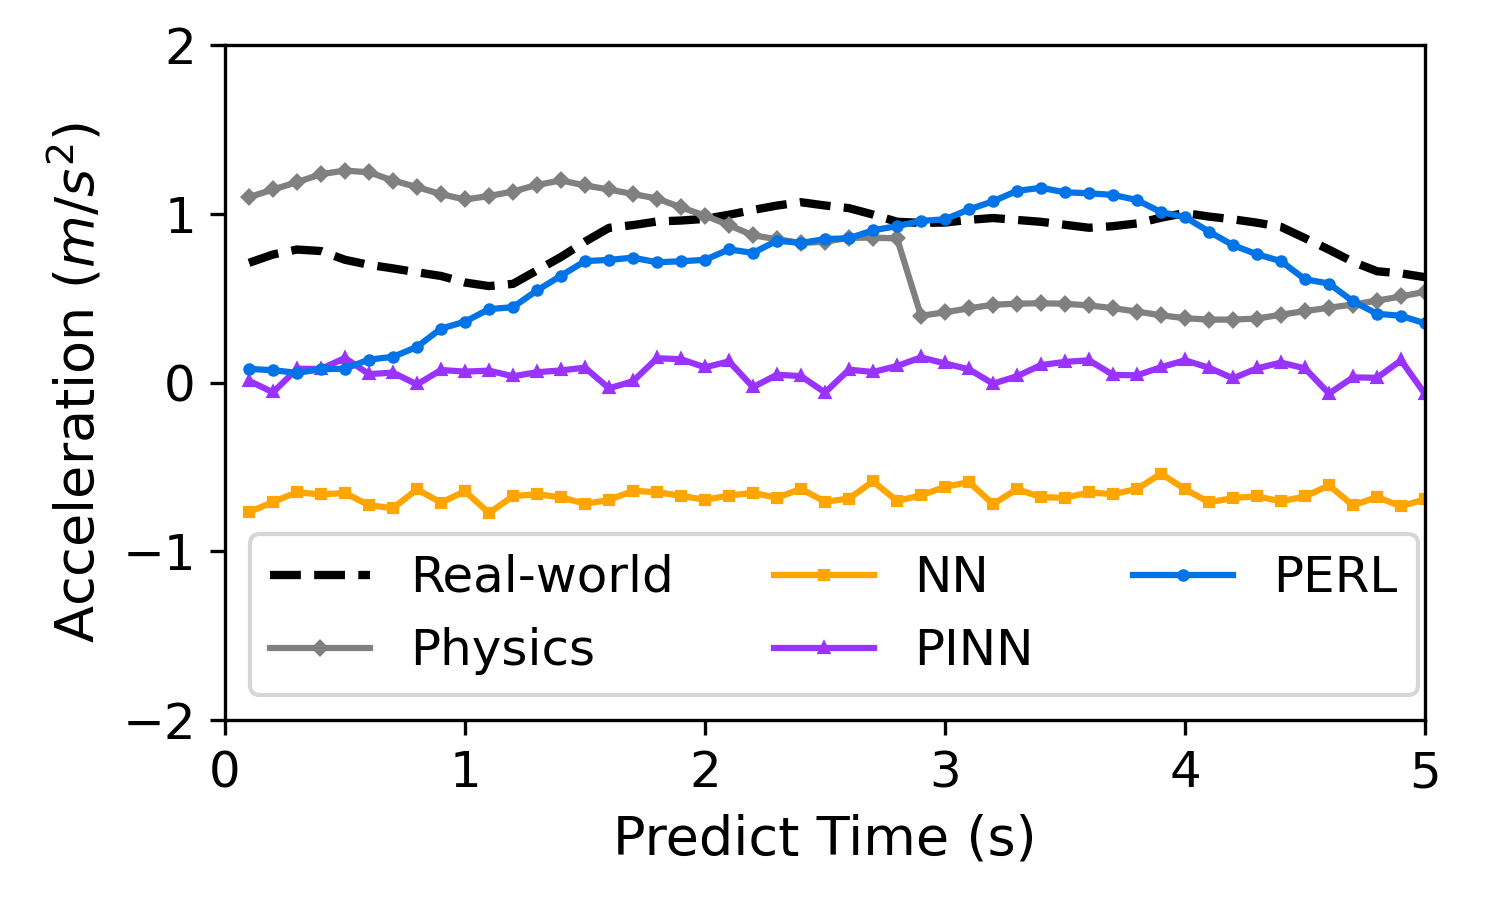 2
1
0
−1
−2
Acceleration (m/s²)
Real-world
Physics
NN
PINN
PERL
0 1 2 3 4 5
Predict Time (s)